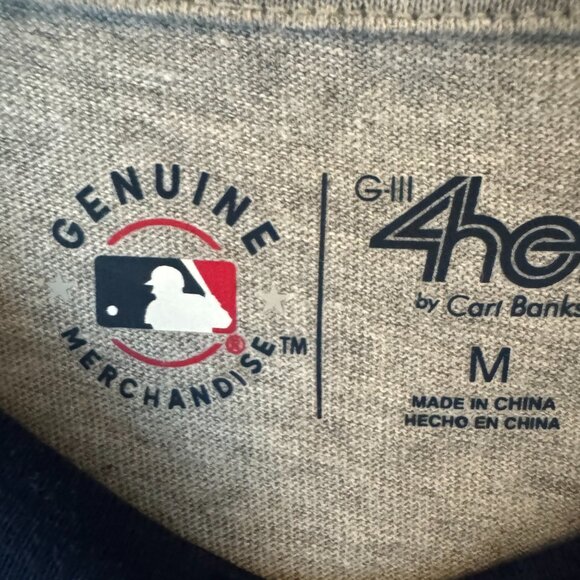 GENUINE
MERCHANDISE™
®
G-III
4he
by Carl Banks
M
MADE IN CHINA
HECHO EN CHINA